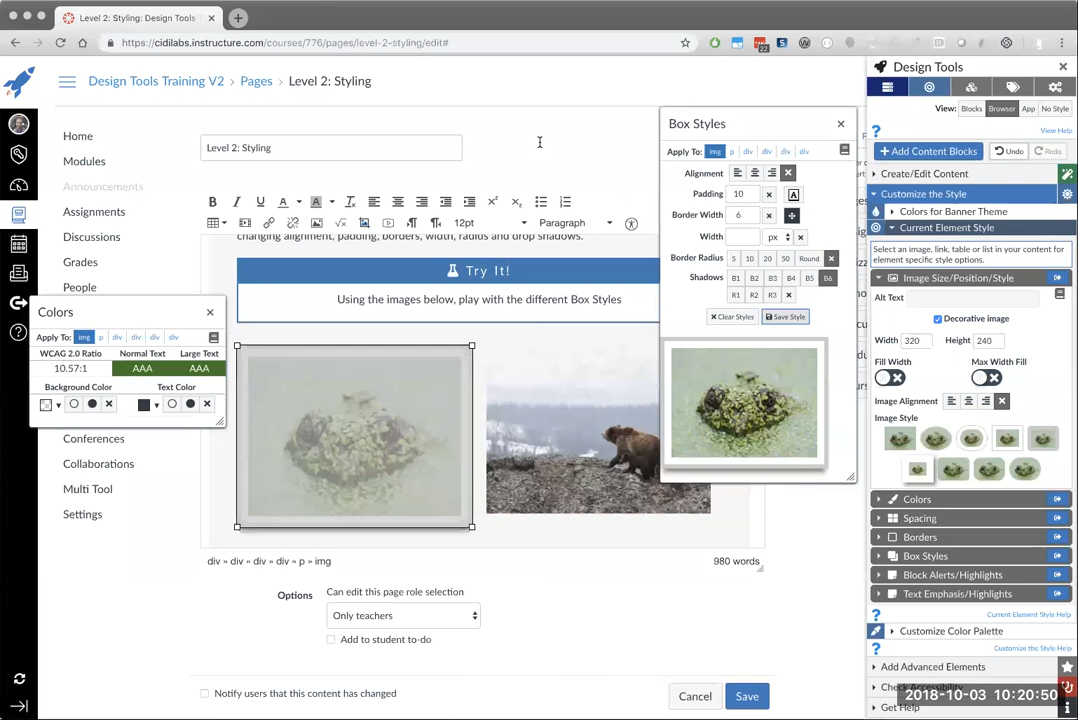 Level 2: Styling: Design Tools
https://cidilabs.instructure.com/courses/776/pages/level-2-styling/edit#
22
Design Tools Training V2 › Pages › Level 2: Styling
Home
Modules
Announcements
Assignments
Discussions
Grades
People
Conferences
Collaborations
Multi Tool
Settings
Level 2: Styling
12pt
Paragraph
changing alignment, padding, borders, width, radius and drop shadows.
Try It!
Using the images below, play with the different Box Styles
div » div » div » div » p » img
980 words
Options
Can edit this page role selection
Only teachers
Add to student to-do
Notify users that this content has changed
Cancel
Save
Colors
Apply To: img p div div div div
WCAG 2.0 Ratio Normal Text Large Text
10.57:1 AAA AAA
Background Color Text Color
Box Styles
Apply To: img p div div div div
Alignment
Padding 10
Border Width 6
Width px
Border Radius 5 10 20 50 Round
Shadows B1 B2 B3 B4 B5 B6
R1 R2 R3
Clear Styles Save Style
Design Tools
View: Blocks Browser App No Style
View Help
Add Content Blocks Undo Redo
Create/Edit Content
Customize the Style
Colors for Banner Theme
Current Element Style
Select an image, link, table or list in your content for
element specific style options.
Image Size/Position/Style
Alt Text
Decorative image
Width 320 Height 240
Fill Width Max Width Fill
Image Alignment
Image Style
Colors
Spacing
Borders
Box Styles
Block Alerts/Highlights
Text Emphasis/Highlights
Current Element Style Help
Customize Color Palette
Customize the Style Help
Add Advanced Elements
Check Accessibility
2018-10-03 10:20:50
Get Help